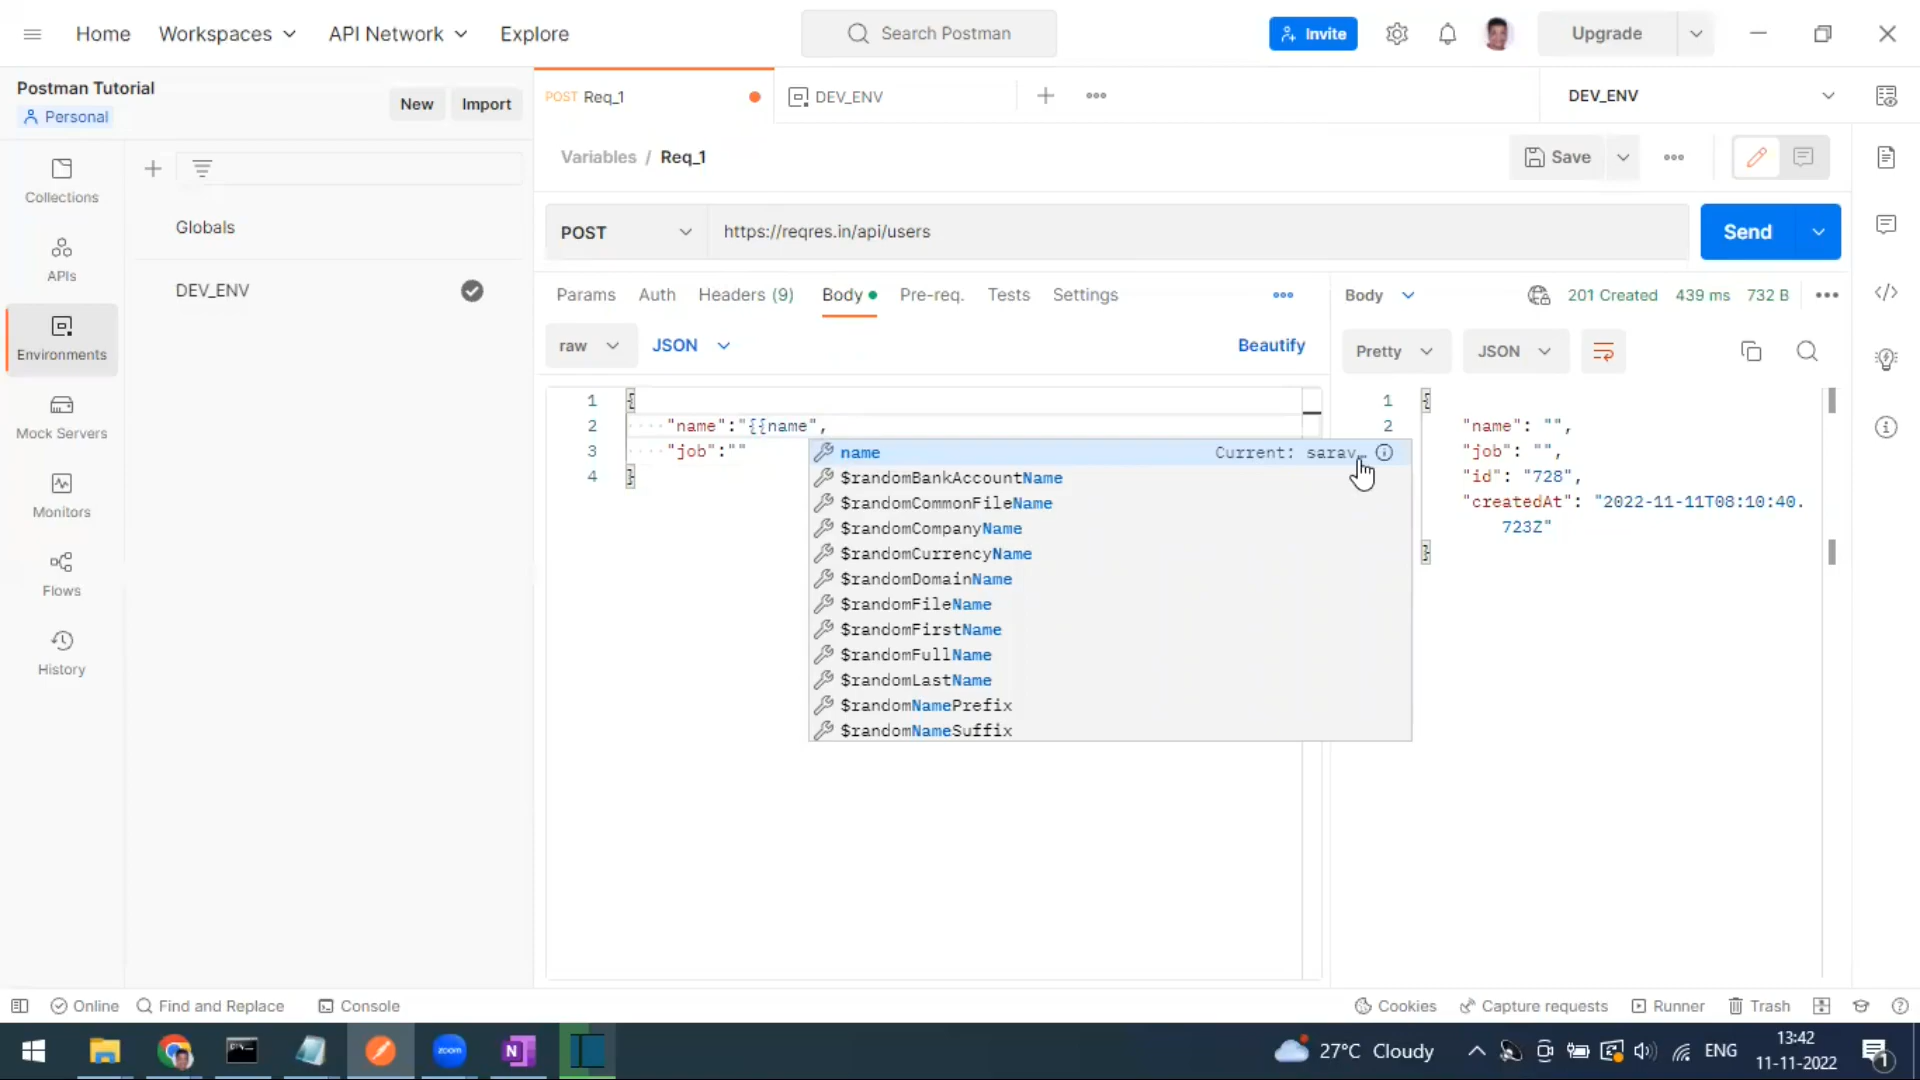 Home
Workspaces
API Network
Explore
Search Postman
Invite
Upgrade
Postman Tutorial
Personal
New
Import
POST Req_1
DEV_ENV
DEV_ENV
Variables / Req_1
Save
Collections
APIs
Environments
Mock Servers
Monitors
Flows
History
Globals
DEV_ENV
POST
https://reqres.in/api/users
Send
Params
Auth
Headers (9)
Body
Pre-req.
Tests
Settings
raw
JSON
Beautify
1 {
2 "name":"{{name",
3 "job":""
4 }
name Current: sarav…
$randomBankAccountName
$randomCommonFileName
$randomCompanyName
$randomCurrencyName
$randomDomainName
$randomFileName
$randomFirstName
$randomFullName
$randomLastName
$randomNamePrefix
$randomNameSuffix
Body
201 Created 439 ms 732 B
Pretty
JSON
1 {
2 "name": "",
"job": "",
"id": "728",
"createdAt": "2022-11-11T08:10:40.
723Z"
}
Online
Find and Replace
Console
Cookies
Capture requests
Runner
Trash
zoom
N
27°C Cloudy
ENG
13:42
11-11-2022
1